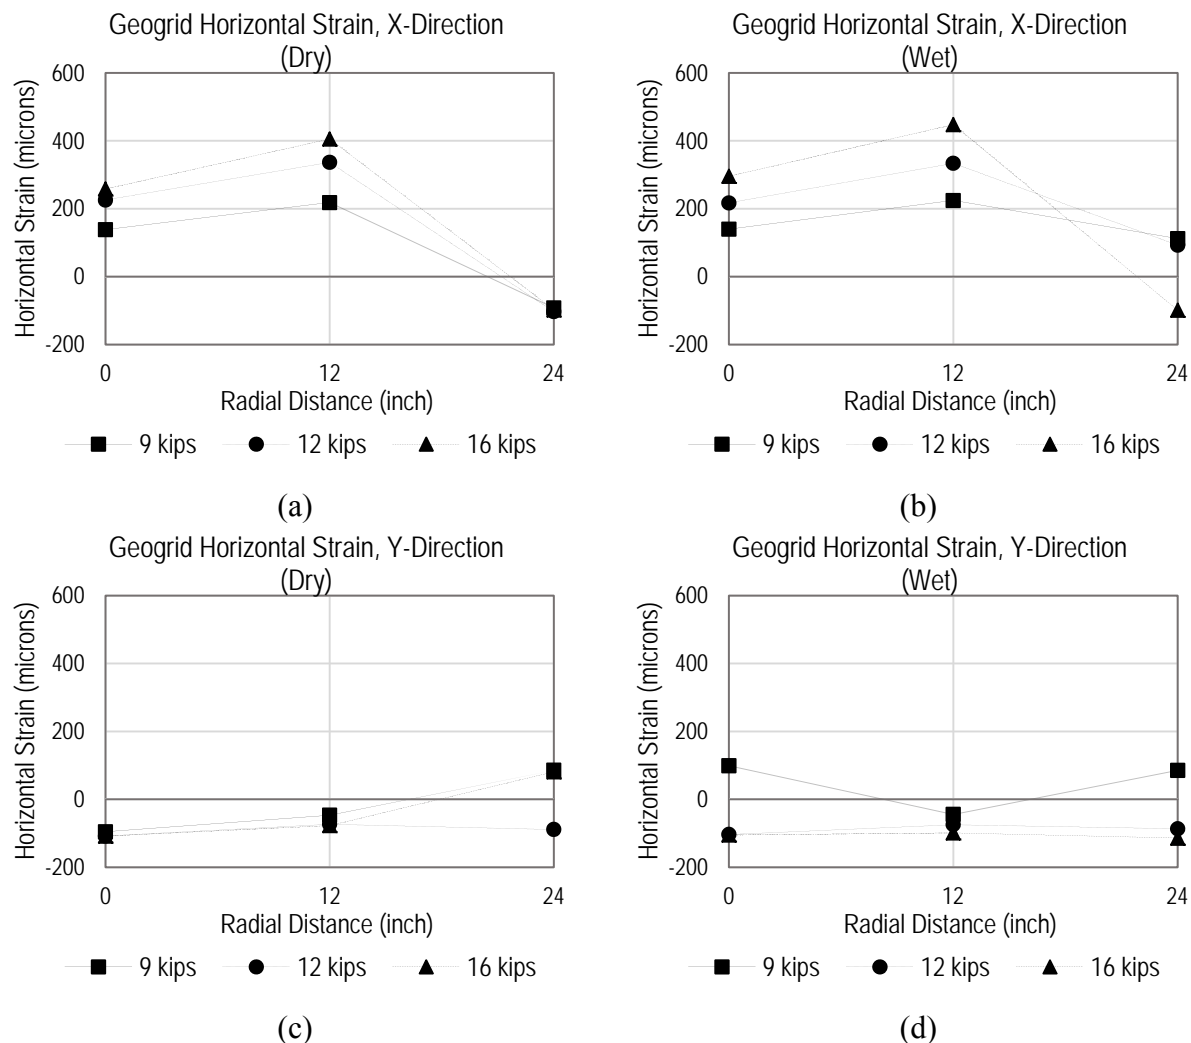 Geogrid Horizontal Strain, X-Direction
(Dry)
Horizontal Strain (microns)
600
400
200
0
-200
0 12 24
Radial Distance (inch)
9 kips 12 kips 16 kips
(a)
Geogrid Horizontal Strain, X-Direction
(Wet)
Horizontal Strain (microns)
600
400
200
0
-200
0 12 24
Radial Distance (inch)
9 kips 12 kips 16 kips
(b)
Geogrid Horizontal Strain, Y-Direction
(Dry)
Horizontal Strain (microns)
600
400
200
0
-200
0 12 24
Radial Distance (inch)
9 kips 12 kips 16 kips
(c)
Geogrid Horizontal Strain, Y-Direction
(Wet)
Horizontal Strain (microns)
600
400
200
0
-200
0 12 24
Radial Distance (inch)
9 kips 12 kips 16 kips
(d)